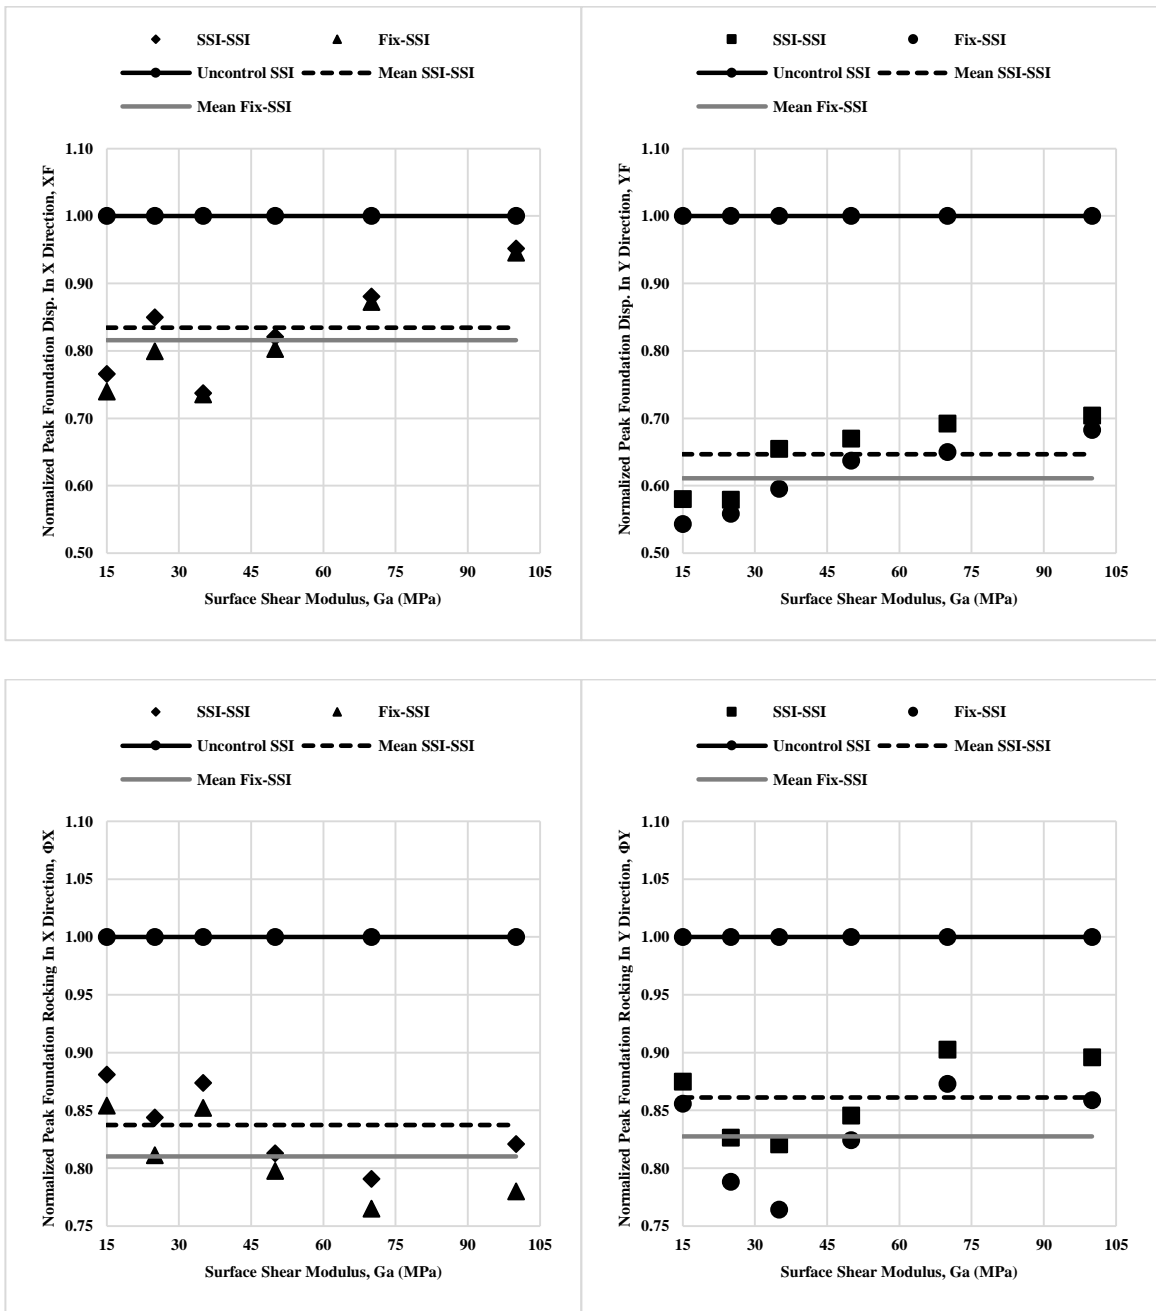 SSI-SSI Fix-SSI
Uncontrol SSI Mean SSI-SSI
Mean Fix-SSI
Normalized Peak Foundation Disp. In X Direction, XF
1.10
1.00
0.90
0.80
0.70
0.60
0.50
15 30 45 60 75 90 105
Surface Shear Modulus, Ga (MPa)
SSI-SSI Fix-SSI
Uncontrol SSI Mean SSI-SSI
Mean Fix-SSI
Normalized Peak Foundation Disp. In Y Direction, YF
1.10
1.00
0.90
0.80
0.70
0.60
0.50
15 30 45 60 75 90 105
Surface Shear Modulus, Ga (MPa)
SSI-SSI Fix-SSI
Uncontrol SSI Mean SSI-SSI
Mean Fix-SSI
Normalized Peak Foundation Rocking In X Direction, ΦX
1.10
1.05
1.00
0.95
0.90
0.85
0.80
0.75
15 30 45 60 75 90 105
Surface Shear Modulus, Ga (MPa)
SSI-SSI Fix-SSI
Uncontrol SSI Mean SSI-SSI
Mean Fix-SSI
Normalized Peak Foundation Rocking In Y Direction, ΦY
1.10
1.05
1.00
0.95
0.90
0.85
0.80
0.75
15 30 45 60 75 90 105
Surface Shear Modulus, Ga (MPa)